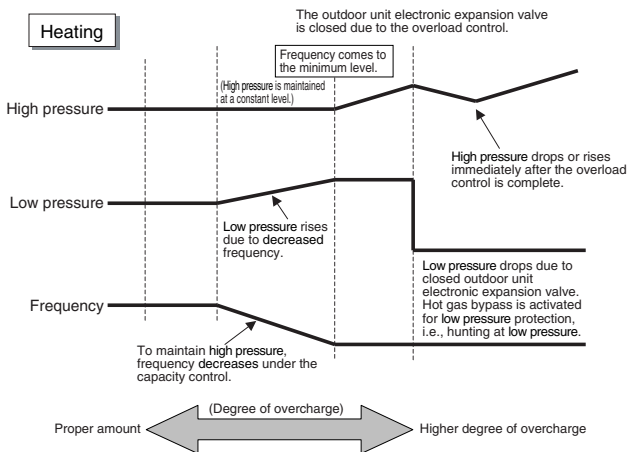 Heating
The outdoor unit electronic expansion valve
is closed due to the overload control.
Frequency comes to
the minimum level.
(High pressure is maintained
at a constant level.)
High pressure
High pressure drops or rises
immediately after the overload
control is complete.
Low pressure
Low pressure rises
due to decreased
frequency.
Low pressure drops due to
closed outdoor unit
electronic expansion valve.
Hot gas bypass is activated
for low pressure protection,
i.e., hunting at low pressure.
Frequency
To maintain high pressure,
frequency decreases under the
capacity control.
(Degree of overcharge)
Proper amount
Higher degree of overcharge